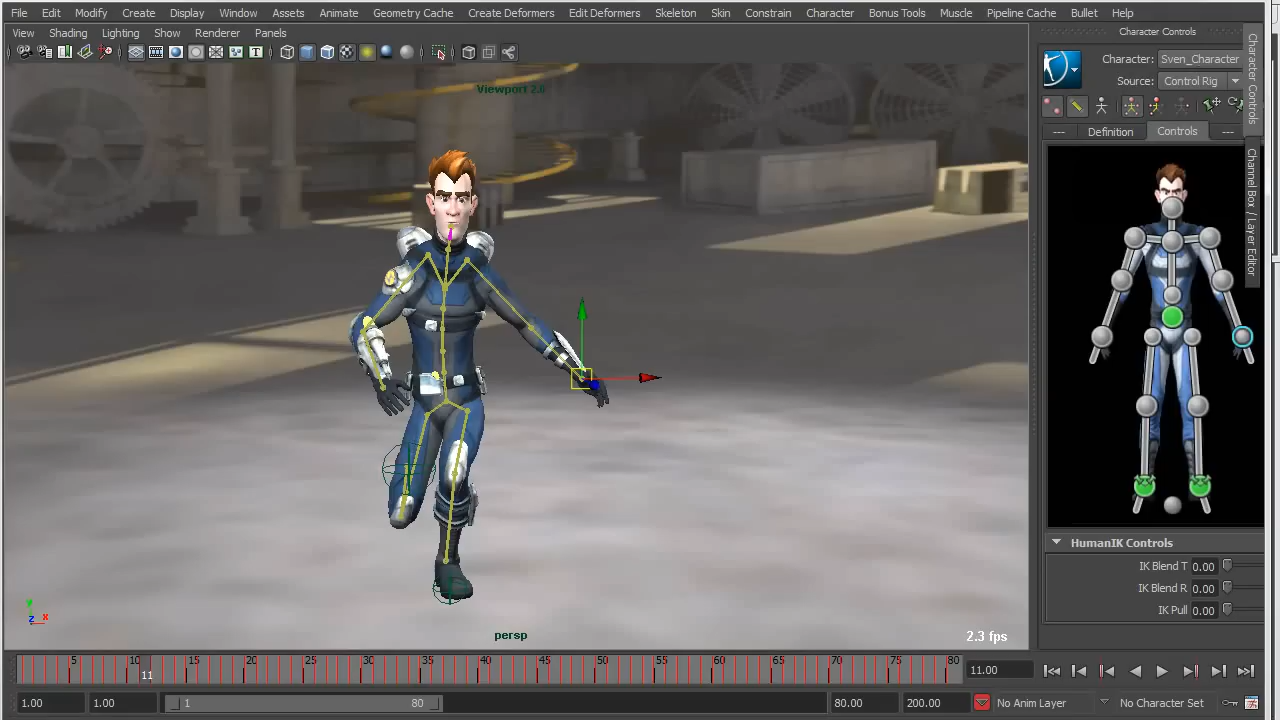 File Edit Modify Create Display Window Assets Animate Geometry Cache Create Deformers Edit Deformers Skeleton Skin Constrain Character Bonus Tools Muscle Pipeline Cache Bullet Help
View Shading Lighting Show Renderer Panels
Character Controls
Character: Sven_Character
Source: Control Rig
--- Definition Controls ---
Character Controls
Channel Box / Layer Editor
Viewport 2.0
T
HumanIK Controls
IK Blend T 0.00
IK Blend R 0.00
IK Pull 0.00
y
z x
persp
2.3 fps
5 10 11 15 20 25 30 35 40 45 50 55 60 65 70 75 80
11.00
1.00 1.00 1 80 80.00 200.00 No Anim Layer No Character Set